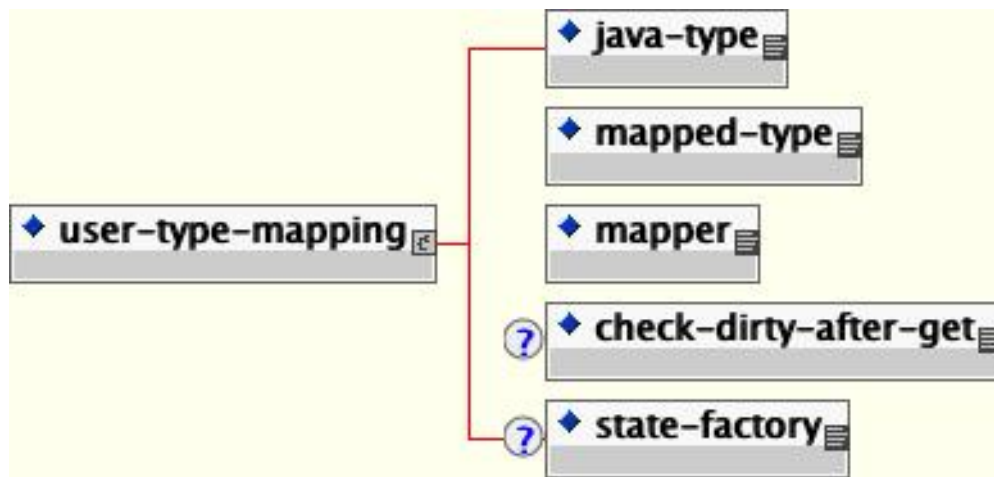 java-type
mapped-type
user-type-mapping
mapper
?
check-dirty-after-get
?
state-factory